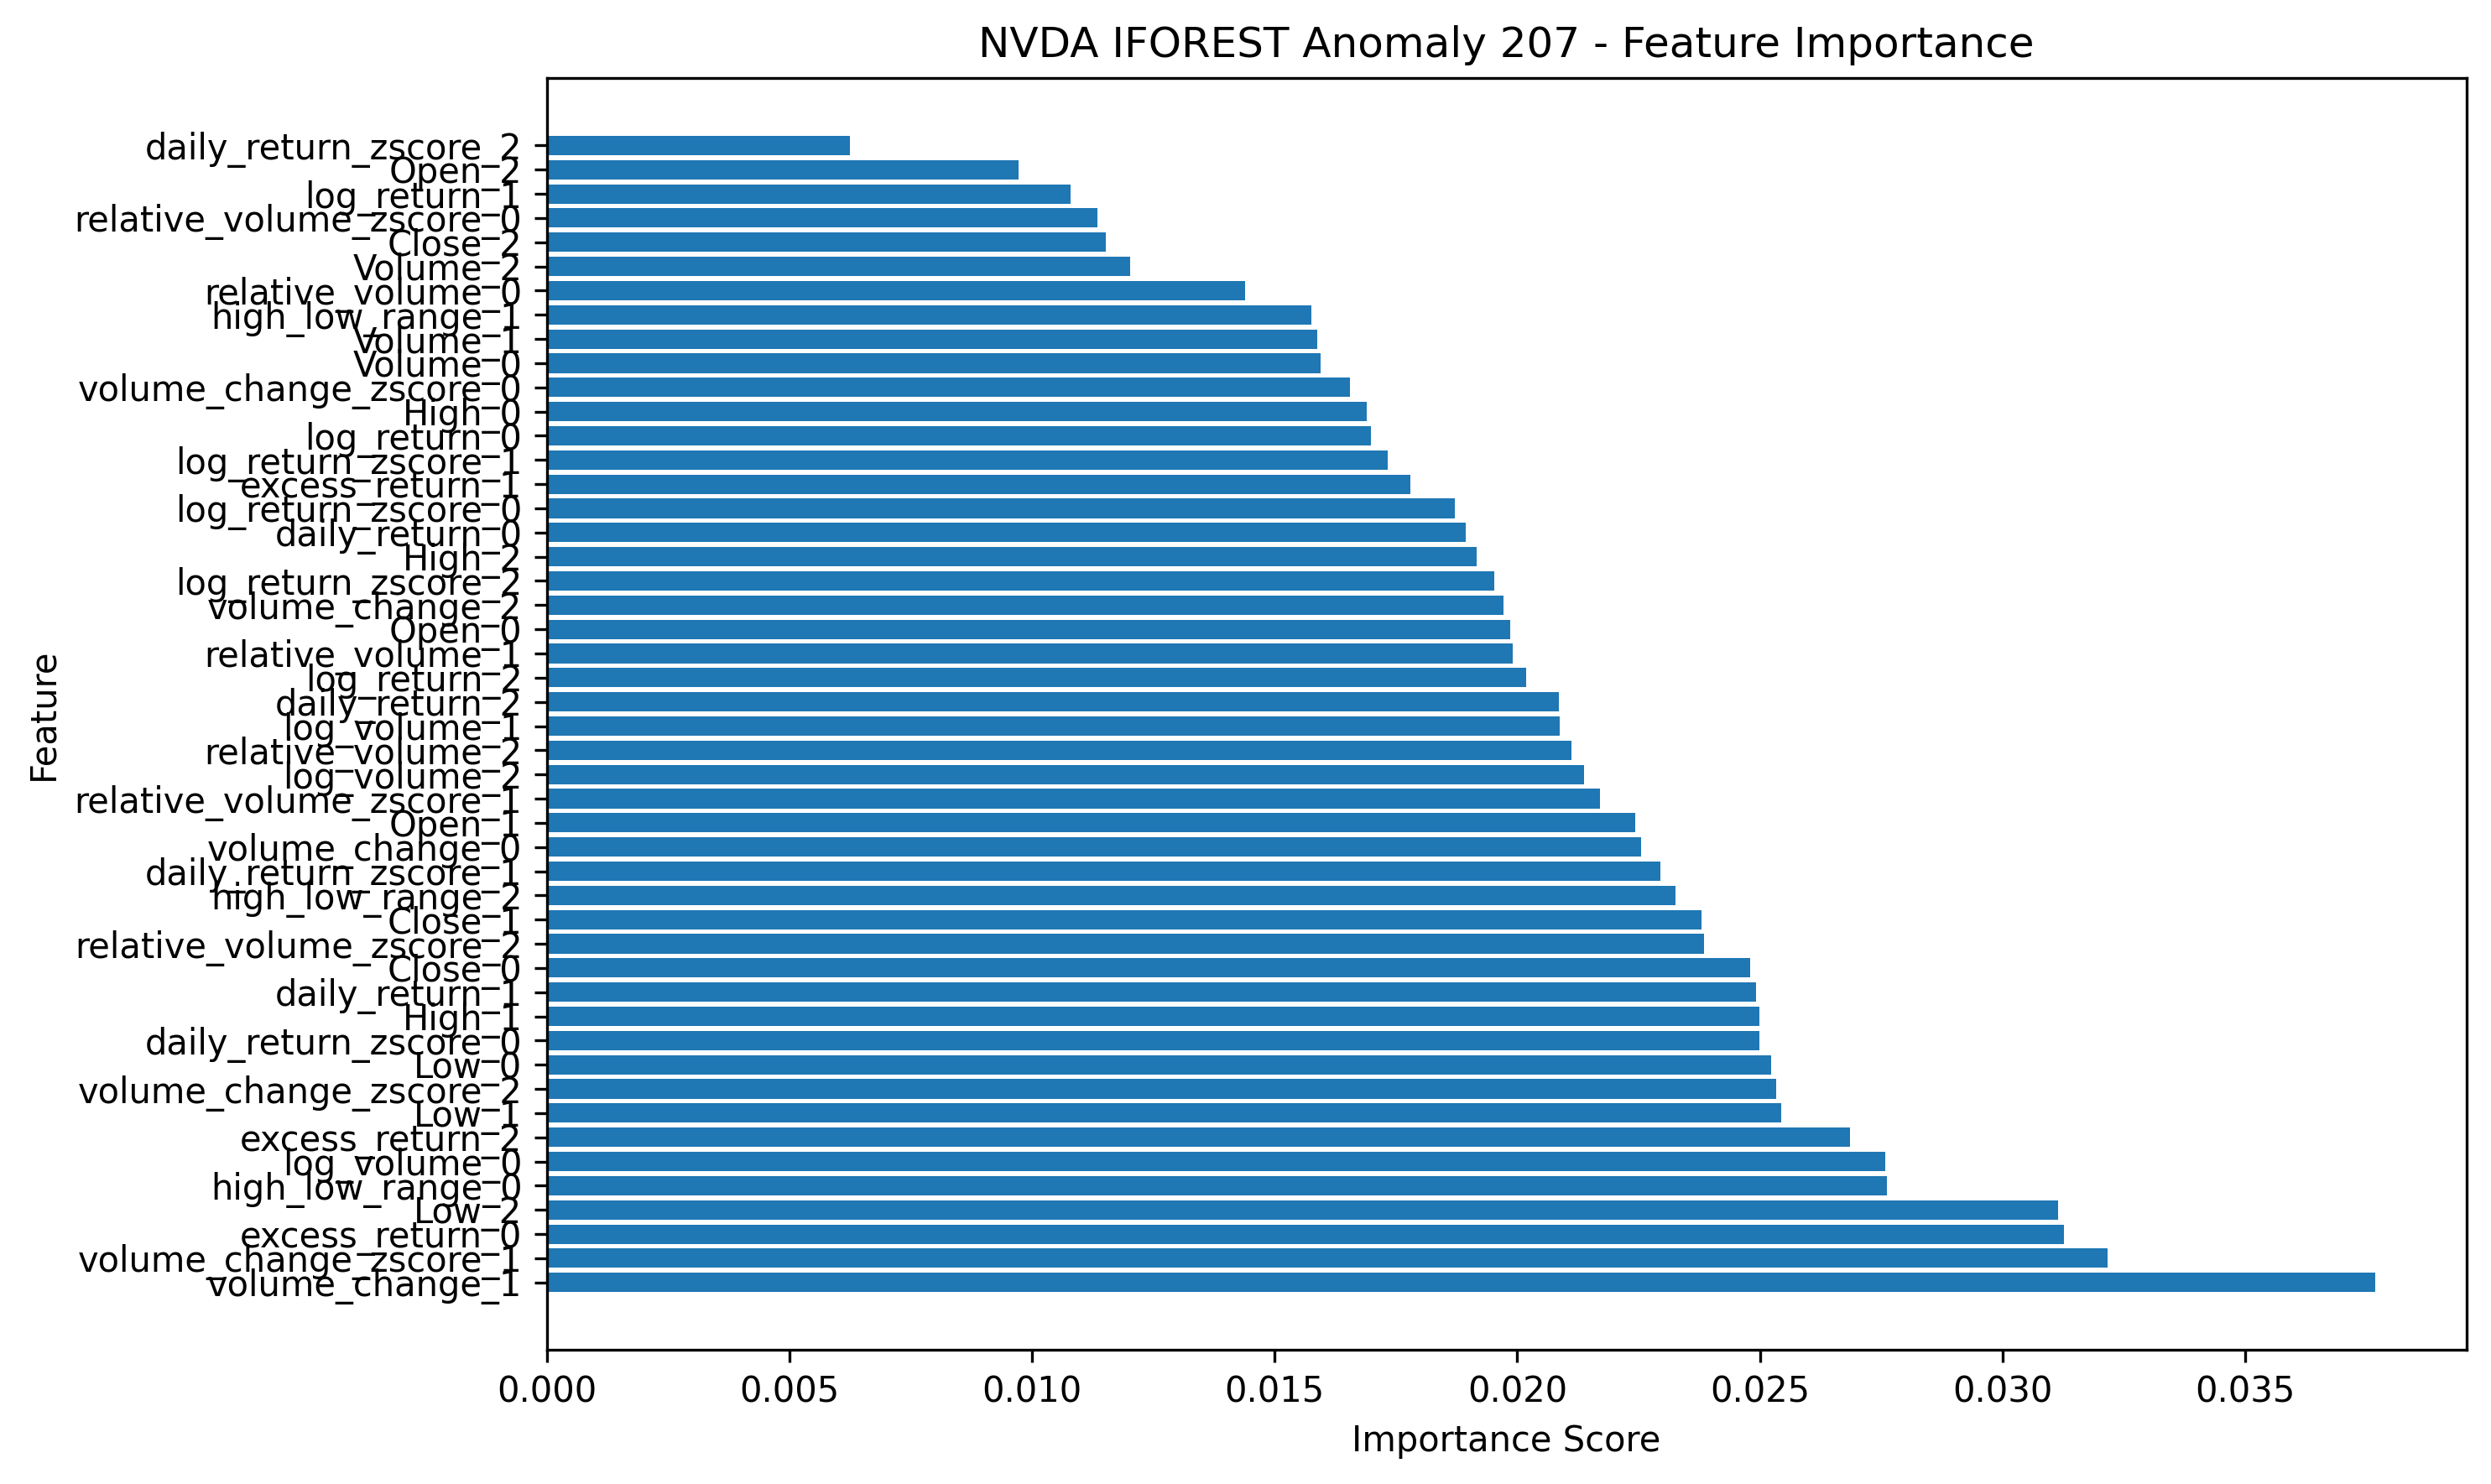 NVDA IFOREST Anomaly 207 - Feature Importance
daily_return_zscore_2
Open_2
log_return_1
relative_volume_zscore_0
Close_2
Volume_2
relative_volume_0
high_low_range_1
Volume_1
Volume_0
volume_change_zscore_0
High_0
log_return_0
log_return_zscore_1
excess_return_1
log_return_zscore_0
daily_return_0
High_2
log_return_zscore_2
volume_change_2
Open_0
relative_volume_1
log_return_2
daily_return_2
log_volume_1
relative_volume_2
log_volume_2
relative_volume_zscore_1
Open_1
volume_change_0
daily_return_zscore_1
high_low_range_2
Close_1
relative_volume_zscore_2
Close_0
daily_return_1
High_1
daily_return_zscore_0
Low_0
volume_change_zscore_2
Low_1
excess_return_2
log_volume_0
high_low_range_0
Low_2
excess_return_0
volume_change_zscore_1
volume_change_1
Feature
0.000 0.005 0.010 0.015 0.020 0.025 0.030 0.035
Importance Score